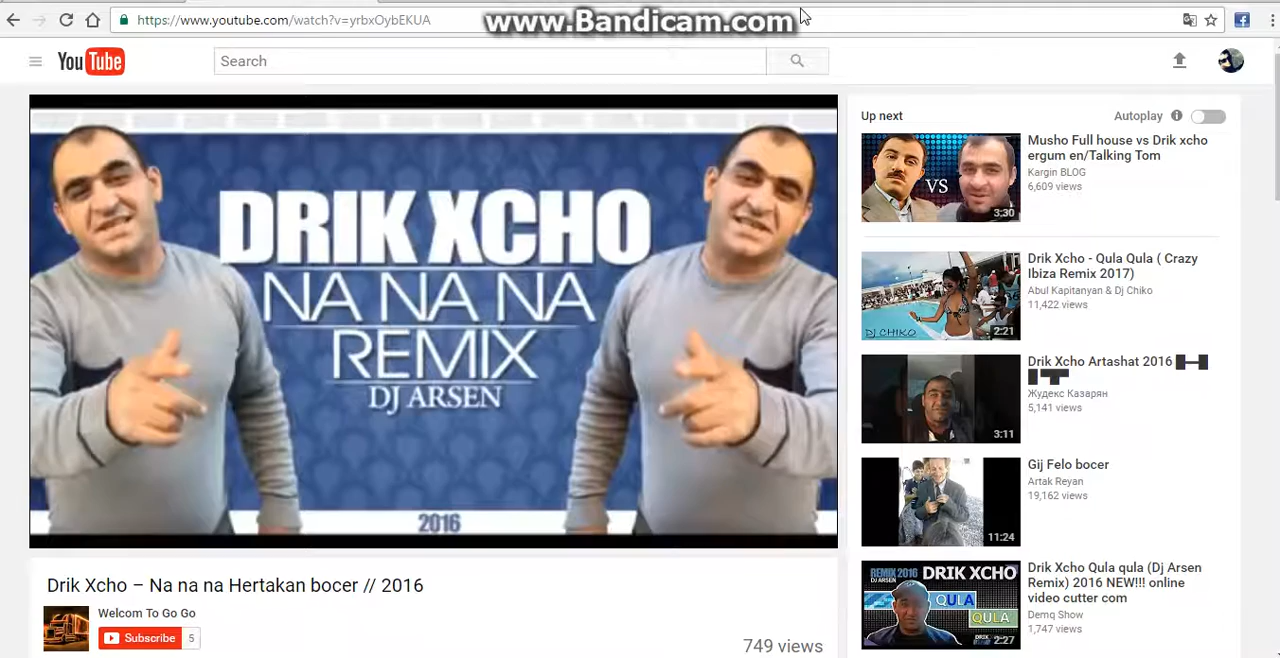 https://www.youtube.com/watch?v=yrbxOybEKUA
www.Bandicam.com
YouTube
Search
DRIK XCHO
NA NA NA
REMIX
DJ ARSEN
2016
Drik Xcho – Na na na Hertakan bocer // 2016
Welcom To Go Go
Subscribe 5
749 views
Up next
Autoplay
VS
3:30
Musho Full house vs Drik xcho
ergum en/Talking Tom
Kargin BLOG
6,609 views
DJ CHIKO
2:21
Drik Xcho - Qula Qula ( Crazy
Ibiza Remix 2017)
Abul Kapitanyan & Dj Chiko
11,422 views
3:11
Drik Xcho Artashat 2016
Жудекс Казарян
5,141 views
11:24
Gij Felo bocer
Artak Reyan
19,162 views
REMIX 2016
DJ ARSEN
DRIK XCHO
QULA
QULA
2:27
Drik Xcho Qula qula (Dj Arsen
Remix) 2016 NEW!!! online
video cutter com
Demq Show
1,747 views